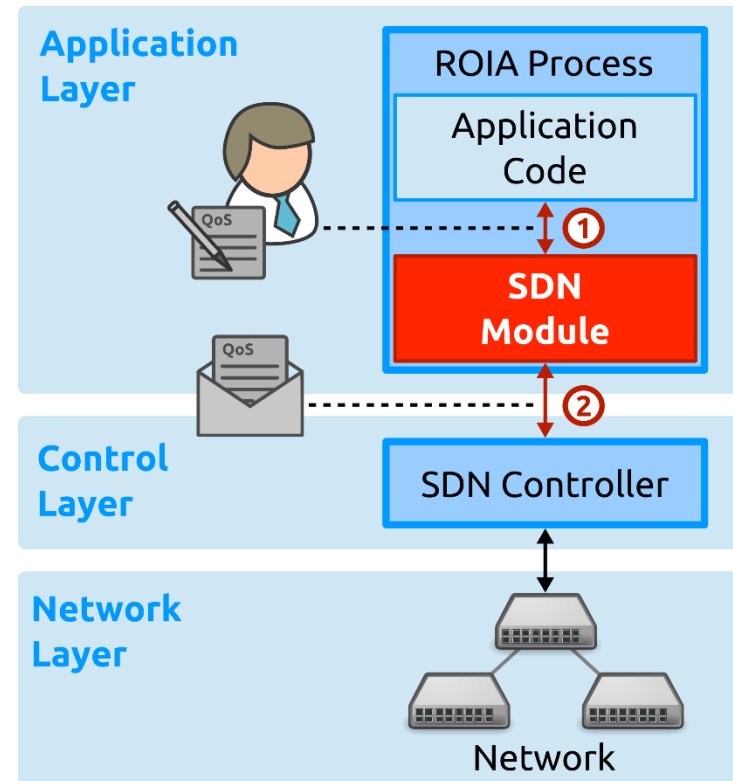 Application
Layer
ROIA Process
Application
Code
QoS
1
SDN
Module
QoS
2
Control
Layer
SDN Controller
Network
Layer
Network